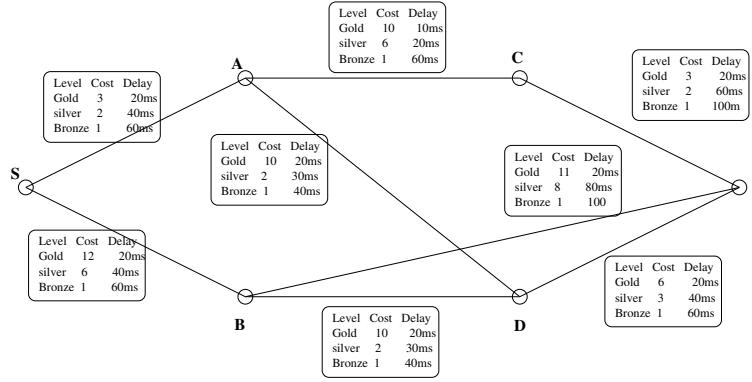 Level Cost Delay
Gold 10 10ms
silver 6 20ms
Bronze 1 60ms
A
C
Level Cost Delay
Gold 3 20ms
silver 2 60ms
Bronze 1 100m
Level Cost Delay
Gold 3 20ms
silver 2 40ms
Bronze 1 60ms
Level Cost Delay
Gold 10 20ms
silver 2 30ms
Bronze 1 40ms
Level Cost Delay
Gold 11 20ms
silver 8 80ms
Bronze 1 100
S
Level Cost Delay
Gold 12 20ms
silver 6 40ms
Bronze 1 60ms
Level Cost Delay
Gold 6 20ms
silver 3 40ms
Bronze 1 60ms
B
D
Level Cost Delay
Gold 10 20ms
silver 2 30ms
Bronze 1 40ms